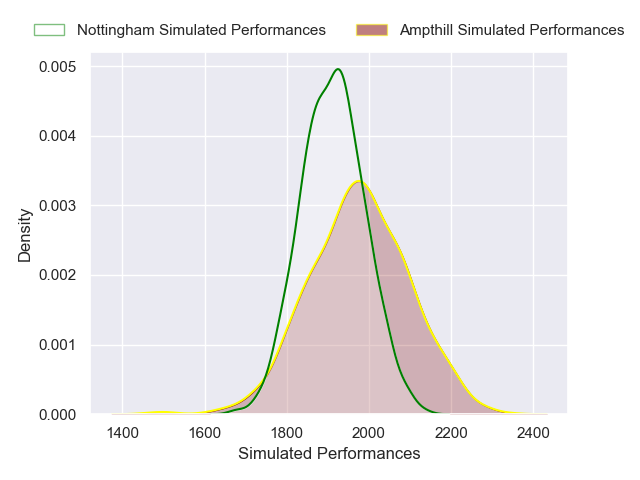 Nottingham Simulated Performances
Ampthill Simulated Performances
0.005
0.004
0.003
0.002
0.001
0.000
Density
1400 1600 1800 2000 2200 2400
Simulated Performances